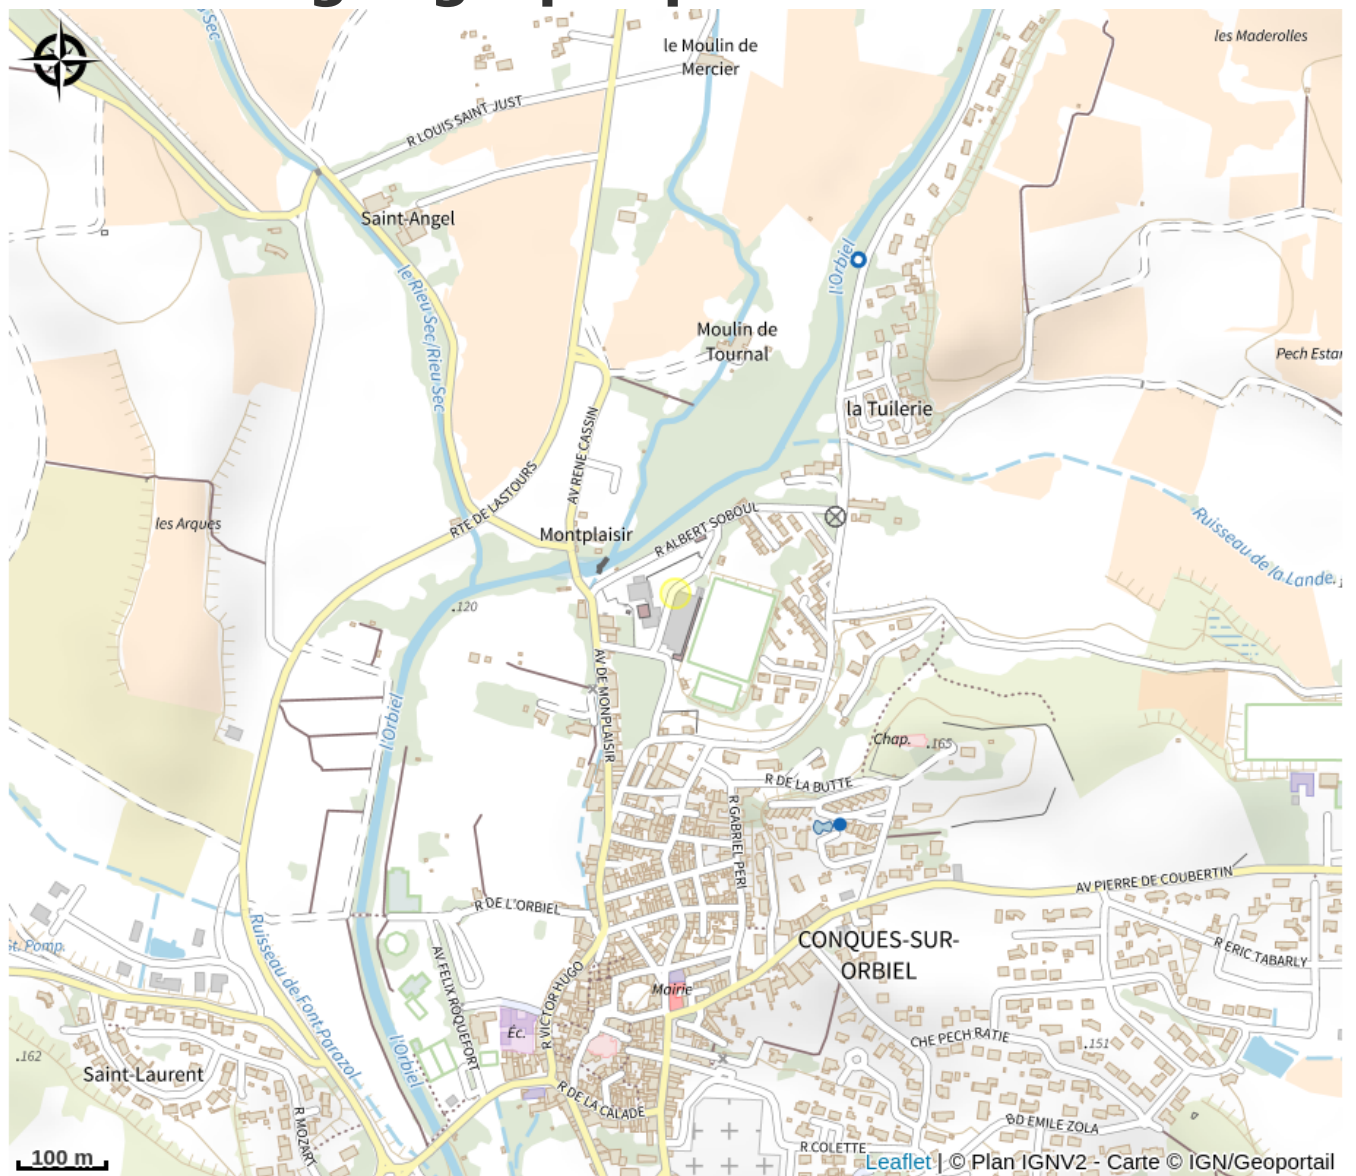 Sec
le Moulin de
Mercier
les Maderolles
R LOUIS SAINT JUST
Saint-Angel
l'Orbiel
le Rieu Sec/Rieu Sec
Moulin de
Tournal
Pech Estar
la Tuilerie
AV RENE CASSIN
RTE DE LASTOURS
les Arques
Montplaisir
R ALBERT SOBOUL
Ruisseau de la Lande
.120
AV DE MONPLAISIR
l'Orbiel
Chap.
.165
R DE LA BUTTE
R GABRIEL PERI
AV PIERRE DE COUBERTIN
R DE L'ORBIEL
St. Pomp.
CONQUES-SUR-
ORBIEL
R ERIC TABARLY
Ruisseau de Font Parazol
AV FELIX ROQUEFORT
R VICTOR HUGO
Mairie
Éc.
l'Orbiel
CHE PECH RATIE
.151
.162
Saint-Laurent
R MOZART
R DE LA CALADE
BD EMILE ZOLA
R COLETTE
100 m
Leaflet | © Plan IGNV2 - Carte © IGN/Geoportail